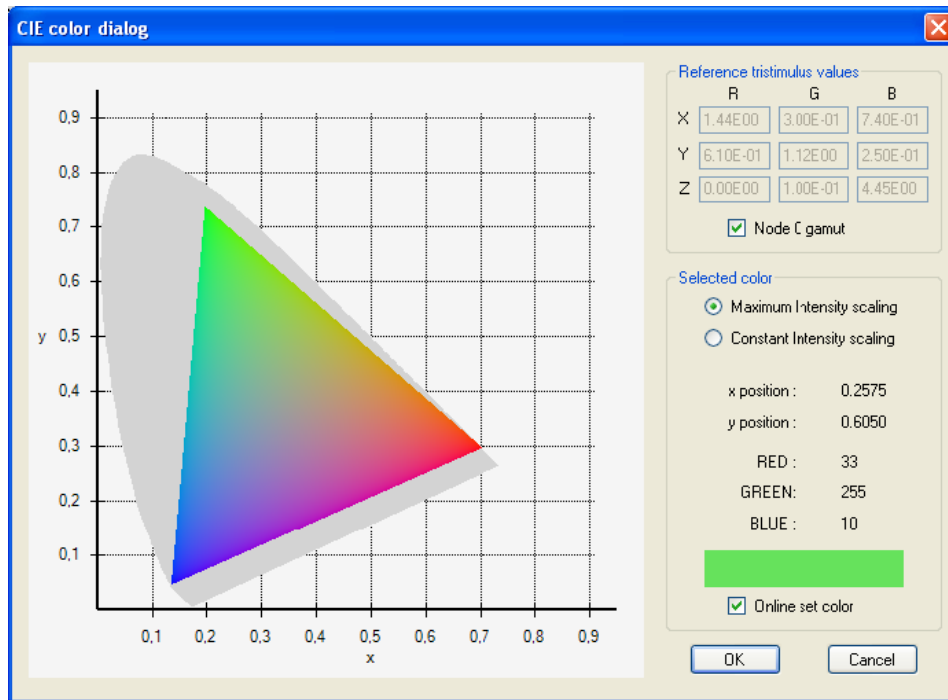 CIE color dialog
0,9
0,8
0,7
0,6
y
0,5
0,4
0,3
0,2
0,1
0,1 0,2 0,3 0,4 0,5 0,6 0,7 0,8 0,9
x
Reference tristimulus values
R G B
X 1.44E00 3.00E-01 7.40E-01
Y 6.10E-01 1.12E00 2.50E-01
Z 0.00E00 1.00E-01 4.45E00
Node C gamut
Selected color
Maximum Intensity scaling
Constant Intensity scaling
x position : 0.2575
y position : 0.6050
RED : 33
GREEN: 255
BLUE : 10
Online set color
OK Cancel